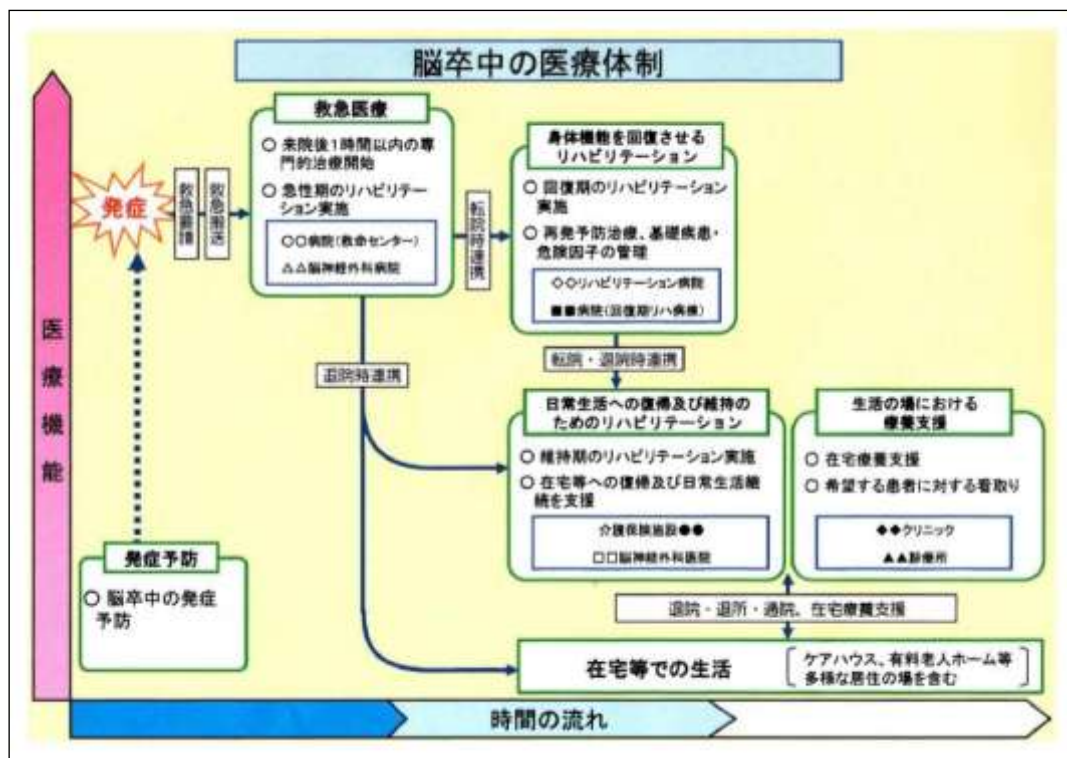 脳卒中の医療体制
医療機能
発症
救急要請
救急搬送
救急医療
○ 来院後1時間以内の専
門的治療開始
○ 急性期のリハビリテー
ション実施
○○病院(救命センター)
△△脳神経外科病院
転院時連携
身体機能を回復させる
リハビリテーション
○ 回復期のリハビリテーション
実施
○ 再発予防治療、基礎疾患・
危険因子の管理
◇◇リハビリテーション病院
■■病院(回復期リハ病棟)
退院時連携
転院・退院時連携
日常生活への復帰及び維持の
ためのリハビリテーション
○ 維持期のリハビリテーション実施
○ 在宅等への復帰及び日常生活継
続を支援
介護保険施設●●
□□脳神経外科医院
生活の場における
療養支援
○ 在宅療養支援
○ 希望する患者に対する看取り
◆◆クリニック
▲▲診療所
発症予防
○ 脳卒中の発症
予防
退院・退所・通院、在宅療養支援
在宅等での生活
ケアハウス、有料老人ホーム等
多様な居住の場を含む
時間の流れ